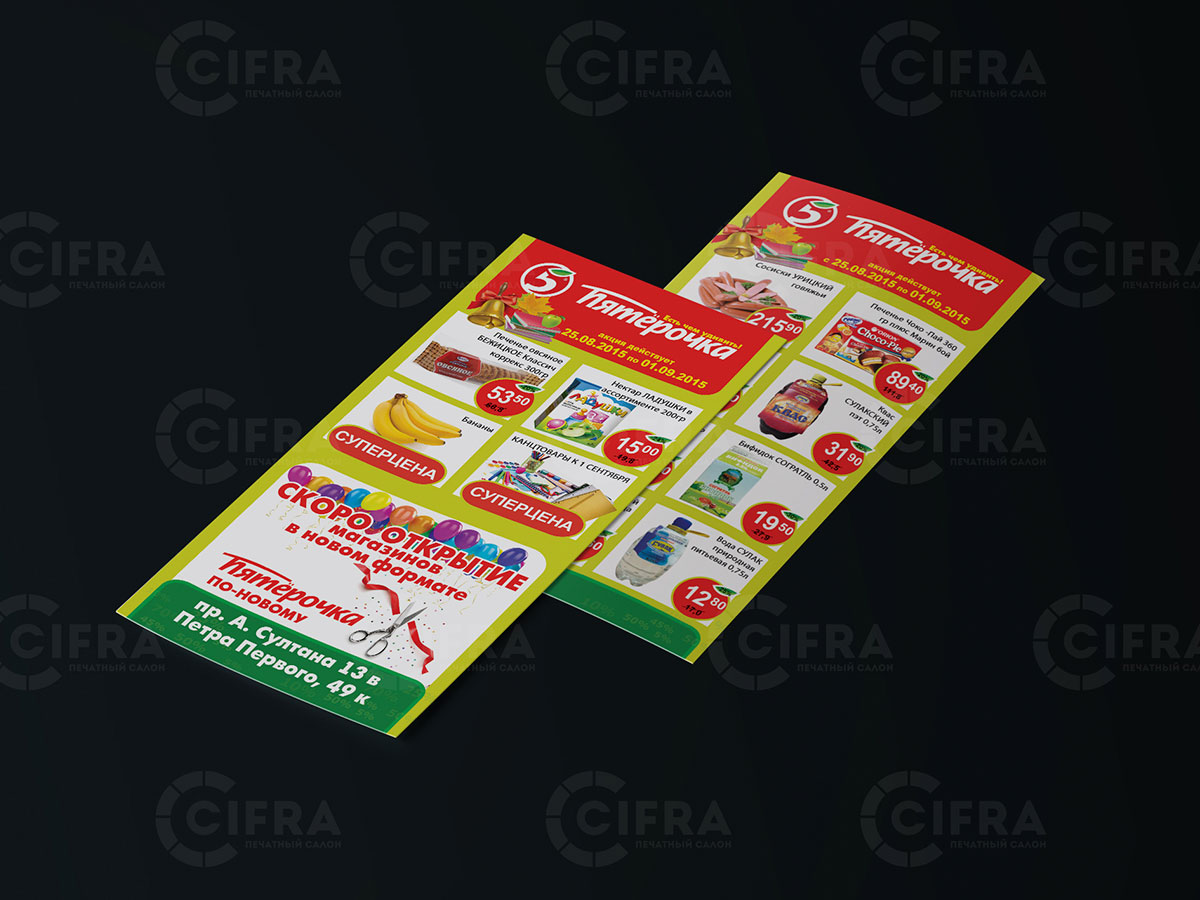 CIFRA
ПЕЧАТНЫЙ САЛОН
5
Пятёрочка
Есть чем удивить!
акция действует
25.08.2015 по 01.09.2015
Печенье овсяное
БЕЖИЦКОЕ Классич
коррекс 300гр
53 50
Нектар ЛАДУШКИ в
ассортименте 200гр
15 00
Бананы
СУПЕРЦЕНА
КАНЦТОВАРЫ К 1 СЕНТЯБРЯ
СУПЕРЦЕНА
СКОРО ОТКРЫТИЕ
магазинов
в новом формате
Пятёрочка
ПО-НОВОМУ
пр. А. Султана 13 в
Петра Первого, 49 к
5
Пятёрочка
Есть чем удивить!
акция действует
с 25.08.2015 по 01.09.2015
Сосиски УРИЦКИЙ
говяжьи
215 90
Печенье Чоко -Пай 360
гр плюс Мария бой
Choco-Pie
89 40
Квас
СУЛАКСКИЙ
пэт 0,75л
31 90
Бифидок СОГРАТЛЬ 0.5л
19 50
Вода СУЛАК
природная
питьевая 0,75л
12 80